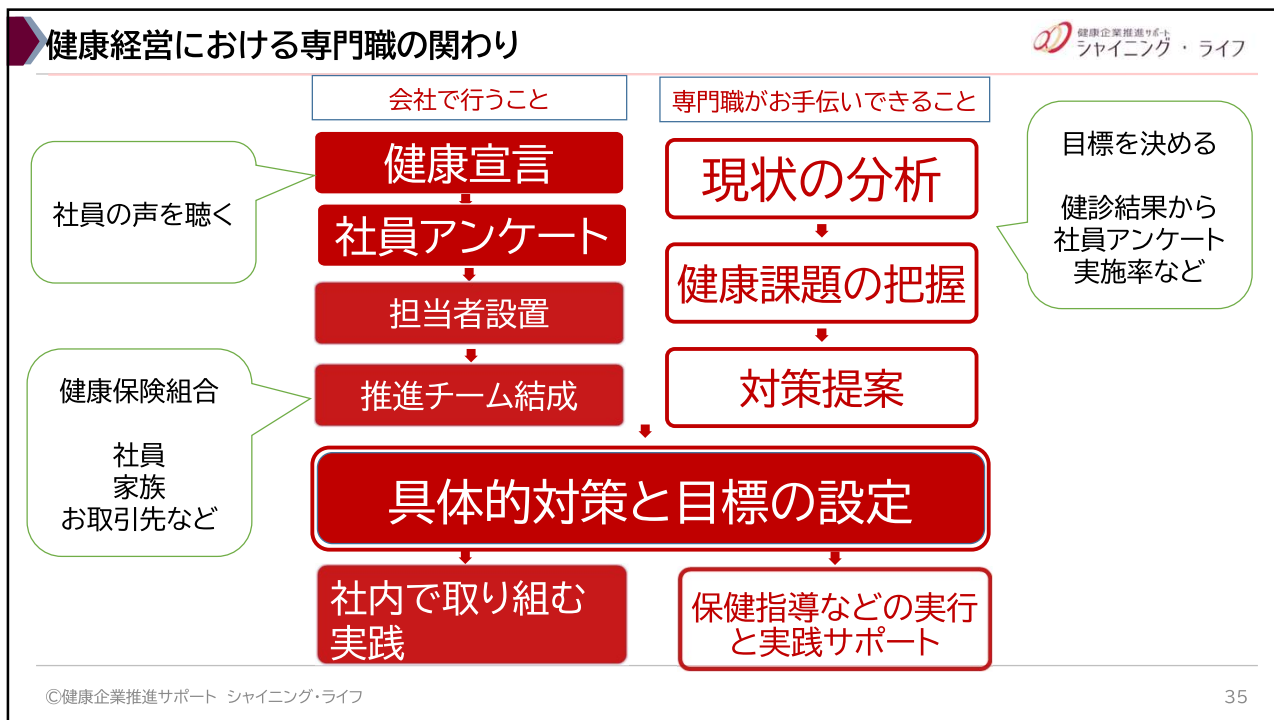 健康経営における専門職の関わり
健康企業推進サポート
シャイニング・ライフ
会社で行うこと
専門職がお手伝いできること
社員の声を聴く
健康宣言
社員アンケート
担当者設置
推進チーム結成
健康保険組合
社員
家族
お取引先など
現状の分析
健康課題の把握
対策提案
目標を決める
健診結果から
社員アンケート
実施率など
具体的対策と目標の設定
社内で取り組む
実践
保健指導などの実行
と実践サポート
©健康企業推進サポート シャイニング・ライフ
35